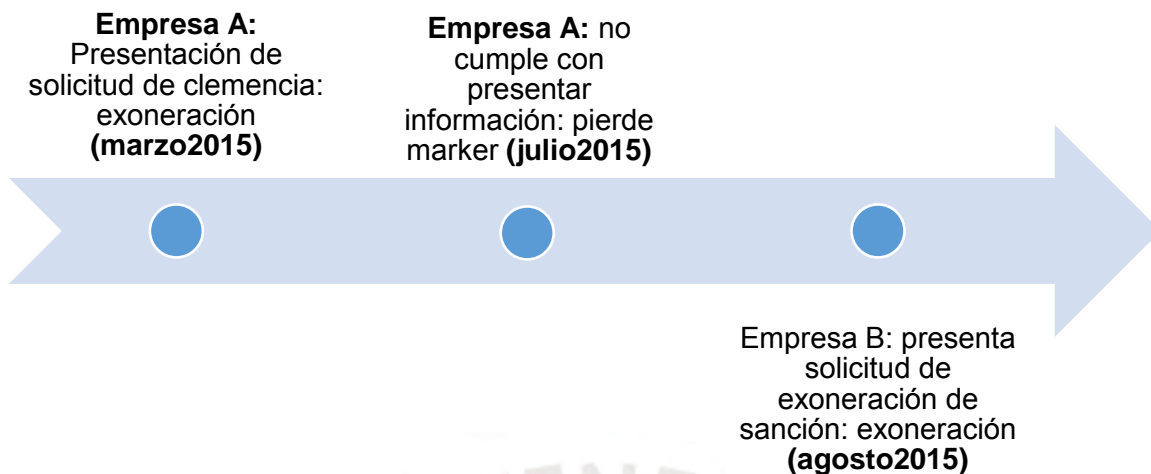 Empresa A:
Presentación de
solicitud de clemencia:
exoneración
(marzo2015)
Empresa A: no
cumple con
presentar
información: pierde
marker (julio2015)
Empresa B: presenta
solicitud de
exoneración de
sanción: exoneración
(agosto2015)